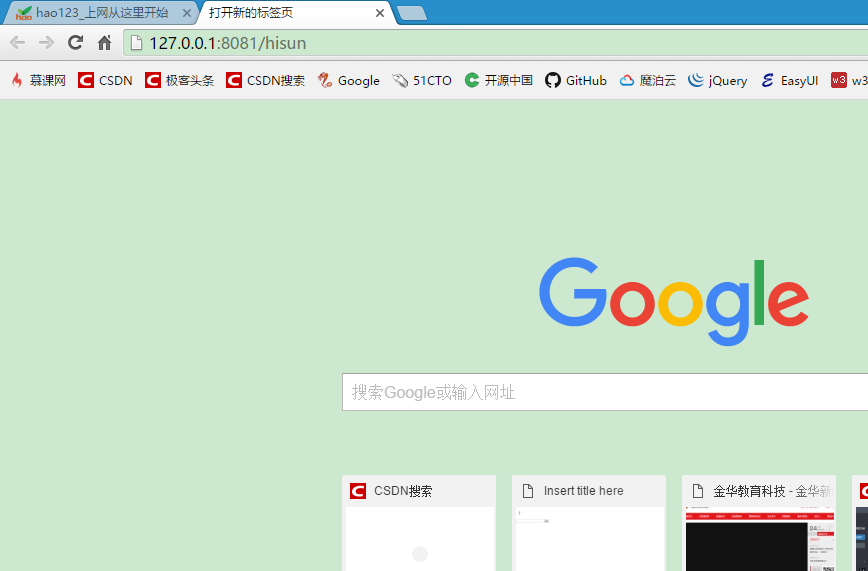 hao123_上网从这里开始 打开新的标签页
127.0.0.1:8081/hisun
慕课网 CSDN 极客头条 CSDN搜索 Google 51CTO 开源中国 GitHub 魔泊云 jQuery EasyUI w3 w3
Google
搜索Google或输入网址
CSDN搜索 Insert title here 金华教育科技 - 金华新